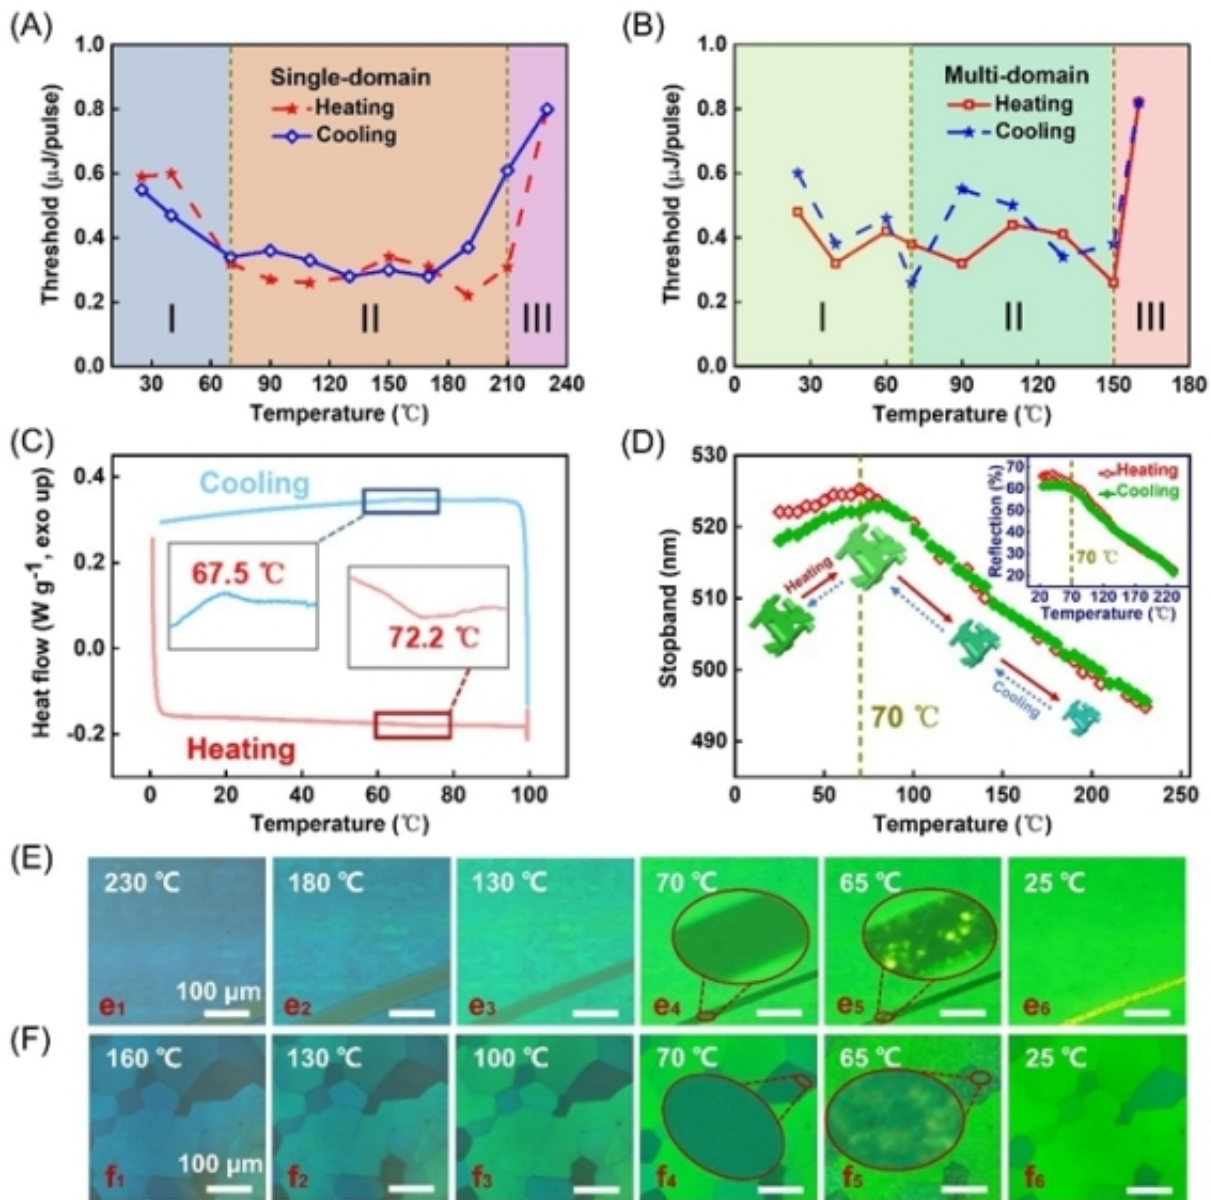 (A)
1.0
0.8
0.6
0.4
0.2
0.0
Threshold (μJ/pulse)
Single-domain
Heating
Cooling
I
II
III
30
60
90
120
150
180
210
240
Temperature (℃)
(B)
1.0
0.8
0.6
0.4
0.2
0.0
Threshold (μJ/pulse)
Multi-domain
Heating
Cooling
I
II
III
0
30
60
90
120
150
180
Temperature (℃)
(C)
0.4
0.2
0.0
-0.2
Heat flow (W g⁻¹, exo up)
Cooling
67.5 ℃
72.2 ℃
Heating
0
20
40
60
80
100
Temperature (℃)
(D)
530
520
510
500
490
Stopband (nm)
Heating
Cooling
70 ℃
0
50
100
150
200
250
Temperature (℃)
70
60
50
40
30
20
Reflection (%)
Heating
Cooling
70 ℃
20
70
120
170
220
Temperature (℃)
(E)
230 ℃
100 μm
e1
180 ℃
e2
130 ℃
e3
70 ℃
e4
65 ℃
e5
25 ℃
e6
(F)
160 ℃
100 μm
f1
130 ℃
f2
100 ℃
f3
70 ℃
f4
65 ℃
f5
25 ℃
f6